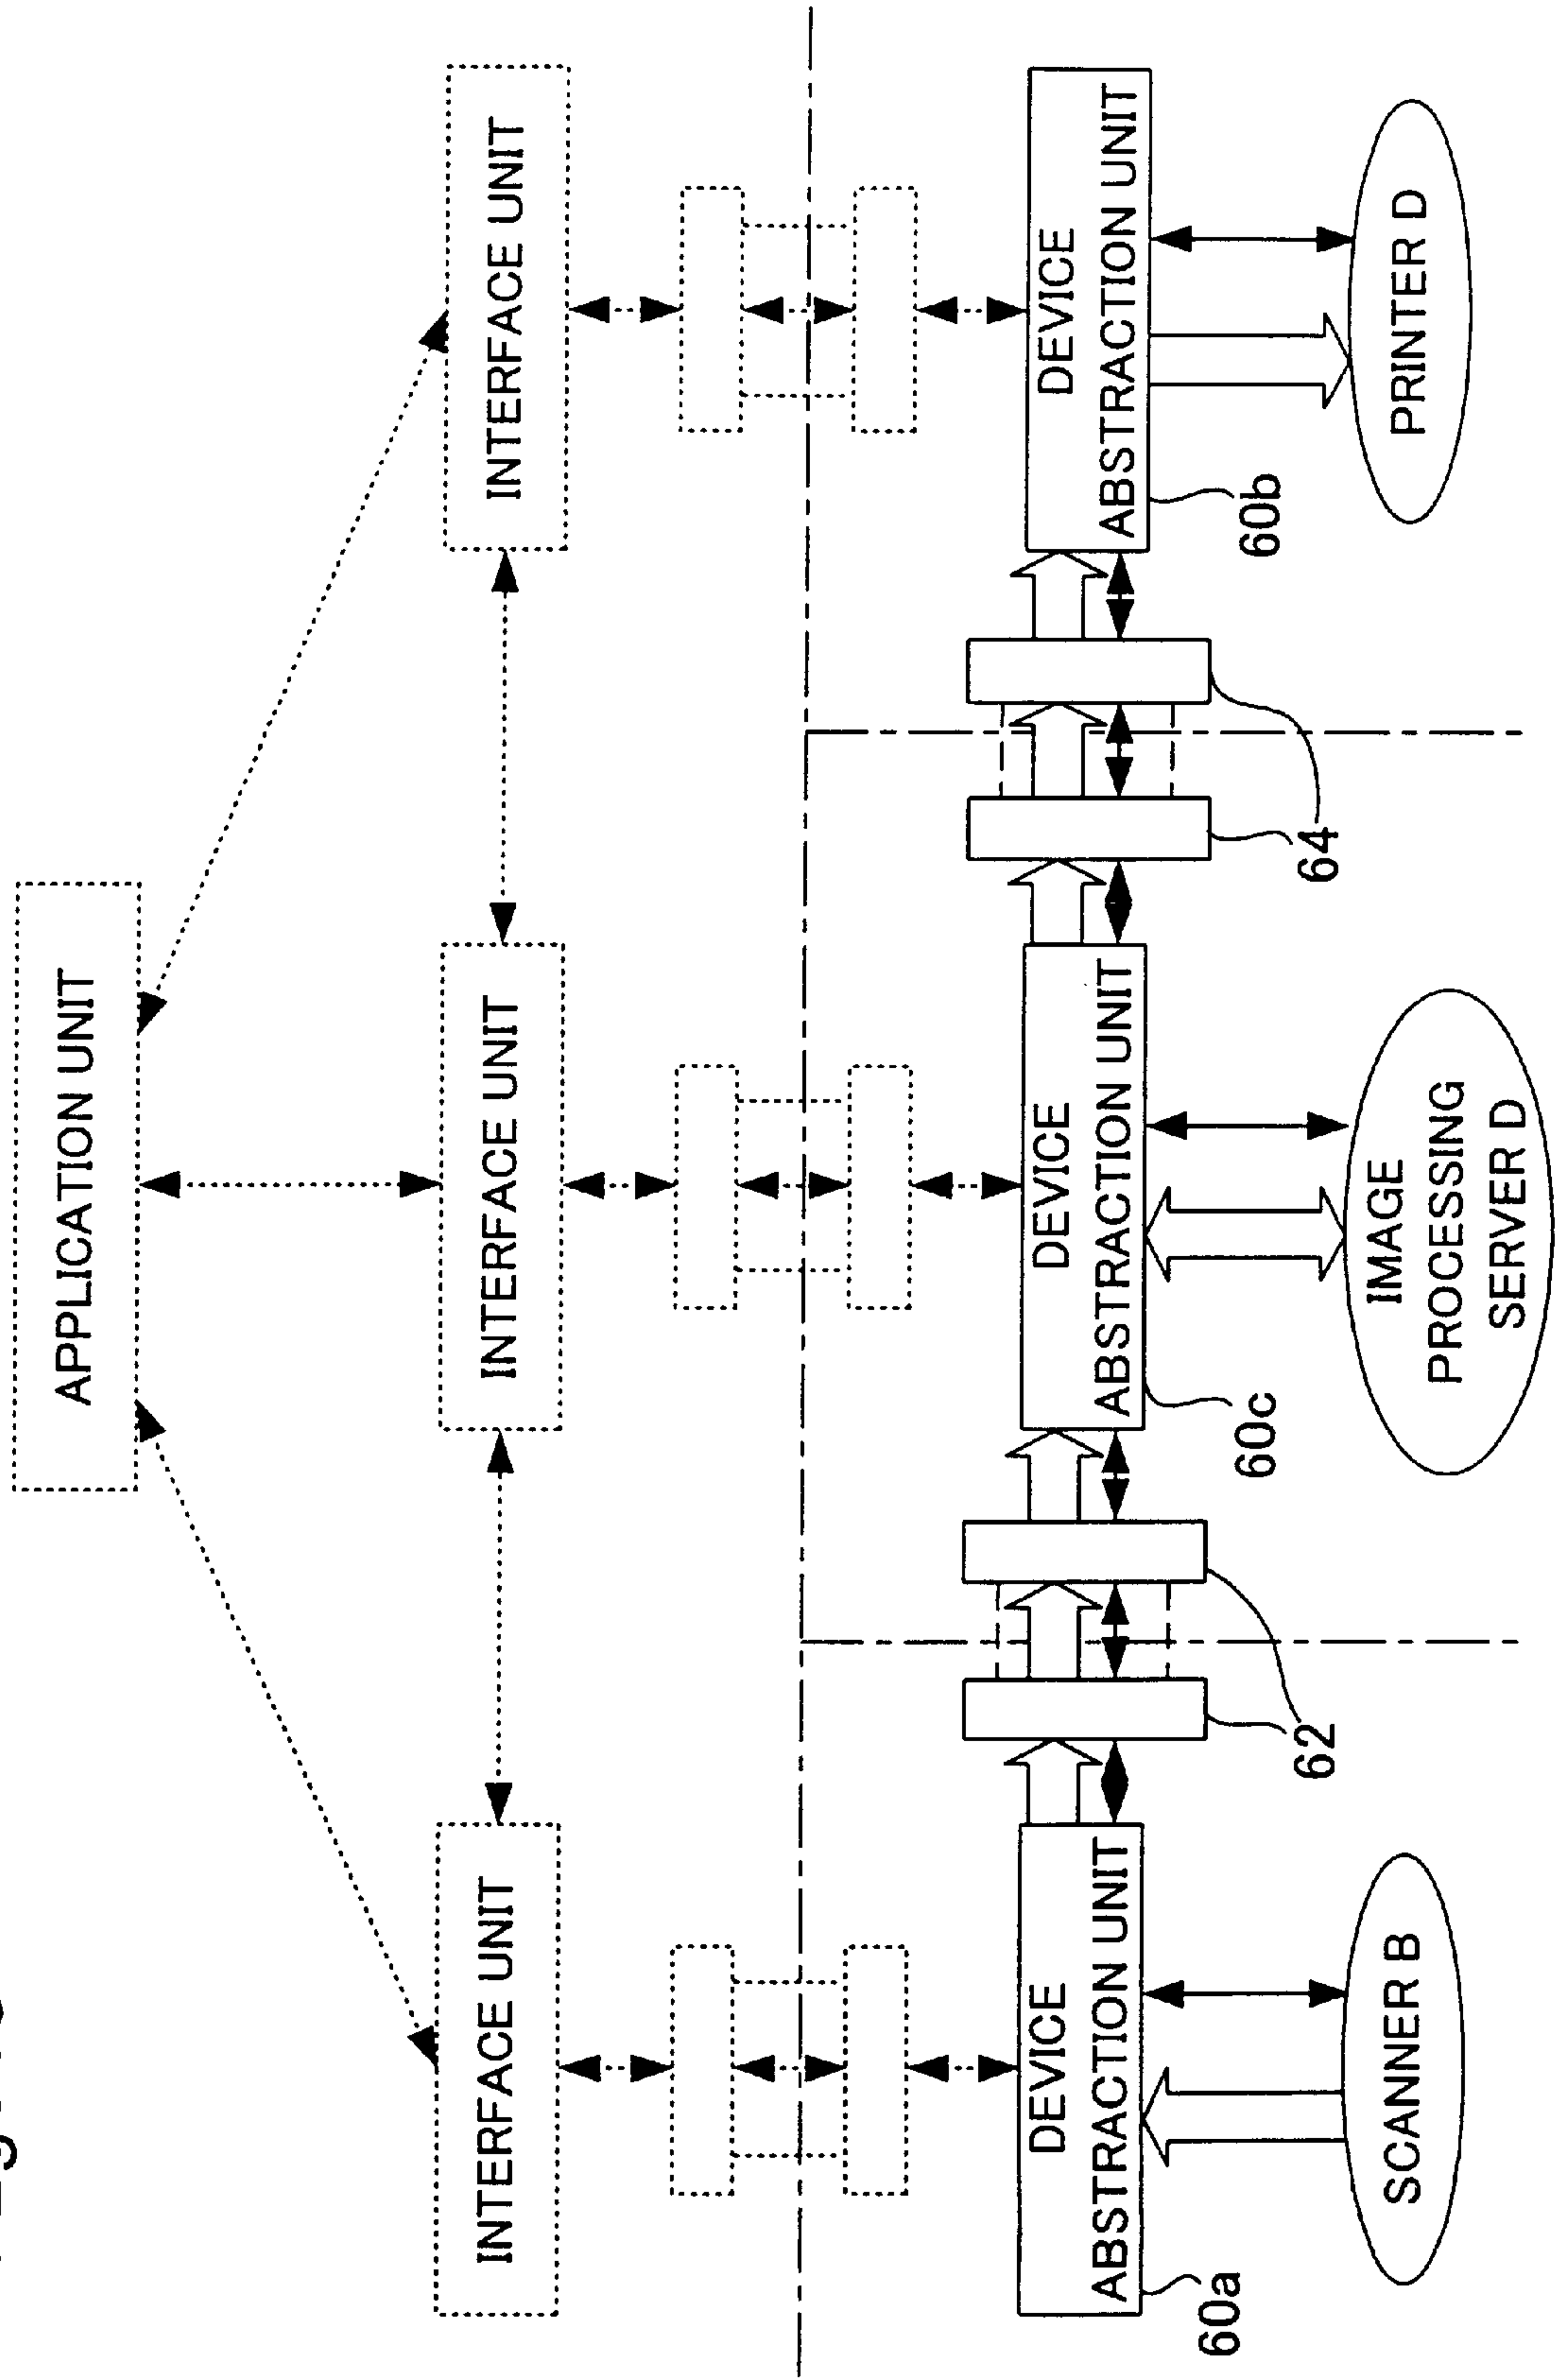 APPLICATION UNIT
INTERFACE UNIT
INTERFACE UNIT
INTERFACE UNIT
DEVICE
ABSTRACTION UNIT
DEVICE
ABSTRACTION UNIT
DEVICE
ABSTRACTION UNIT
60a
62
60c
64
60b
SCANNER B
IMAGE
PROCESSING
SERVER D
PRINTER D